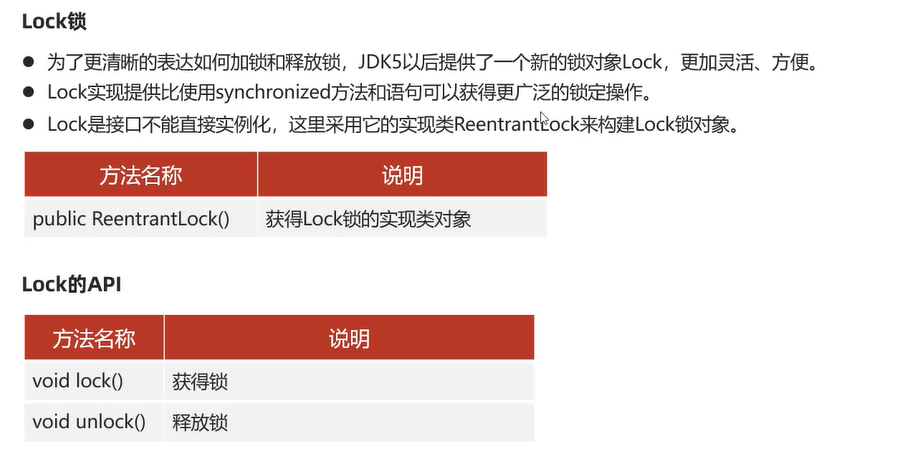 Lock锁
● 为了更清晰的表达如何加锁和释放锁，JDK5以后提供了一个新的锁对象Lock，更加灵活、方便。
● Lock实现提供比使用synchronized方法和语句可以获得更广泛的锁定操作。
● Lock是接口不能直接实例化，这里采用它的实现类ReentrantLock来构建Lock锁对象。
方法名称 说明
public ReentrantLock() 获得Lock锁的实现类对象
Lock的API
方法名称 说明
void lock() 获得锁
void unlock() 释放锁